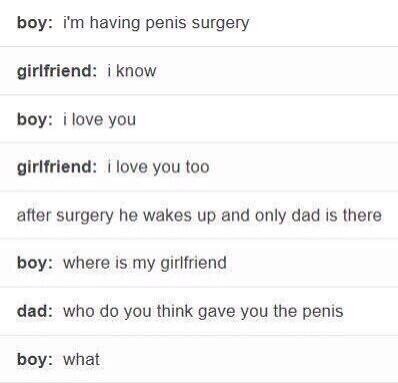 boy: i'm having penis surgery
girlfriend: i know
boy: i love you
girlfriend: i love you too
after surgery he wakes up and only dad is there
boy: where is my girlfriend
dad: who do you think gave you the penis
boy: what